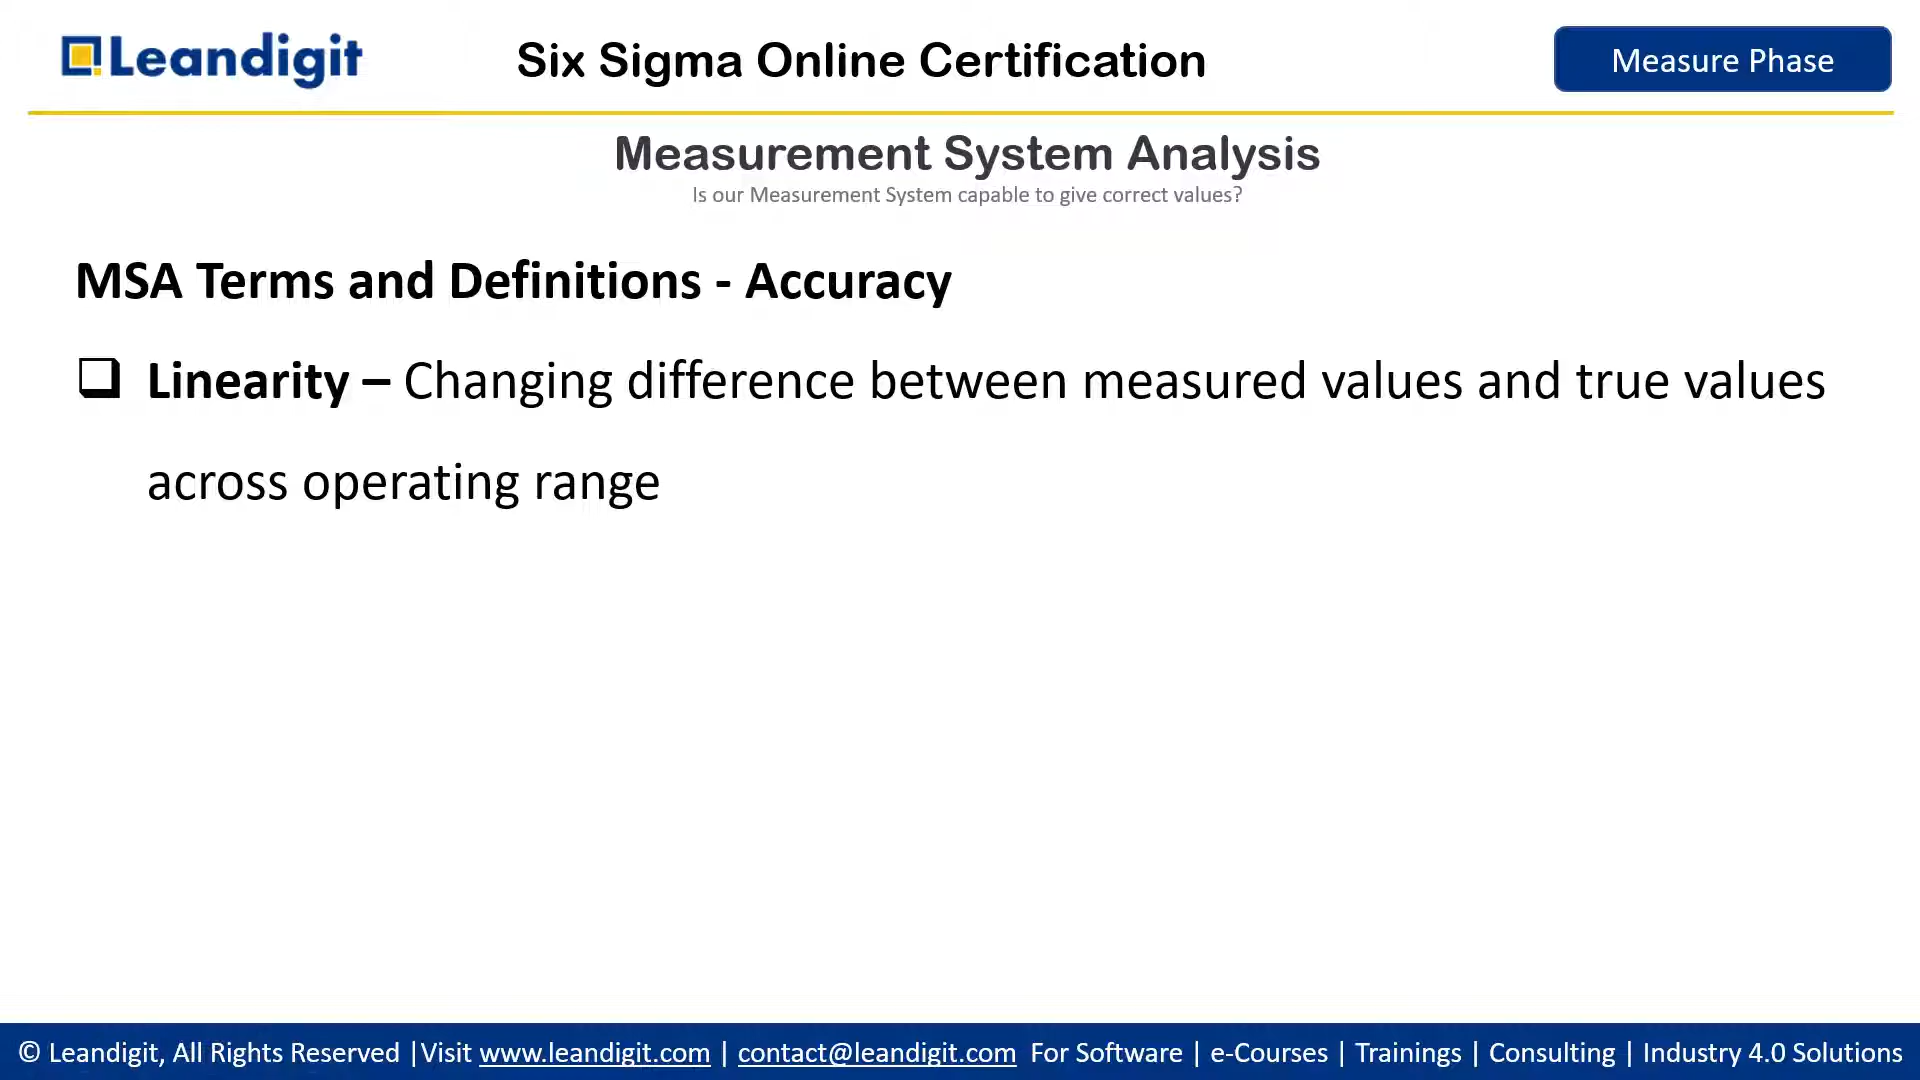 Leandigit
Six Sigma Online Certification
Measure Phase
Measurement System Analysis
Is our Measurement System capable to give correct values?
MSA Terms and Definitions - Accuracy
❑ Linearity – Changing difference between measured values and true values
across operating range
© Leandigit, All Rights Reserved |Visit www.leandigit.com | contact@leandigit.com For Software | e-Courses | Trainings | Consulting | Industry 4.0 Solutions